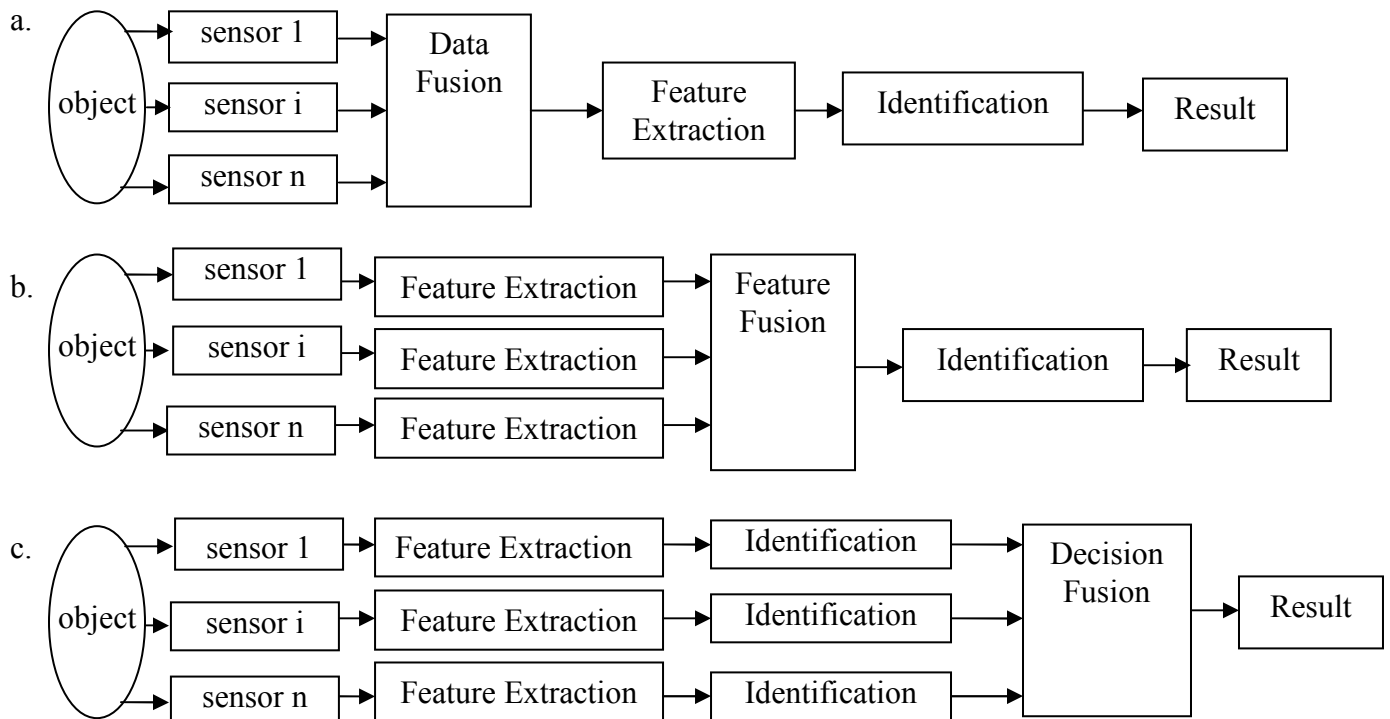 a.
object
sensor 1
sensor i
sensor n
Data
Fusion
Feature
Extraction
Identification
Result
b.
object
sensor 1
sensor i
sensor n
Feature Extraction
Feature Extraction
Feature Extraction
Feature
Fusion
Identification
Result
c.
object
sensor 1
sensor i
sensor n
Feature Extraction
Feature Extraction
Feature Extraction
Identification
Identification
Identification
Decision
Fusion
Result